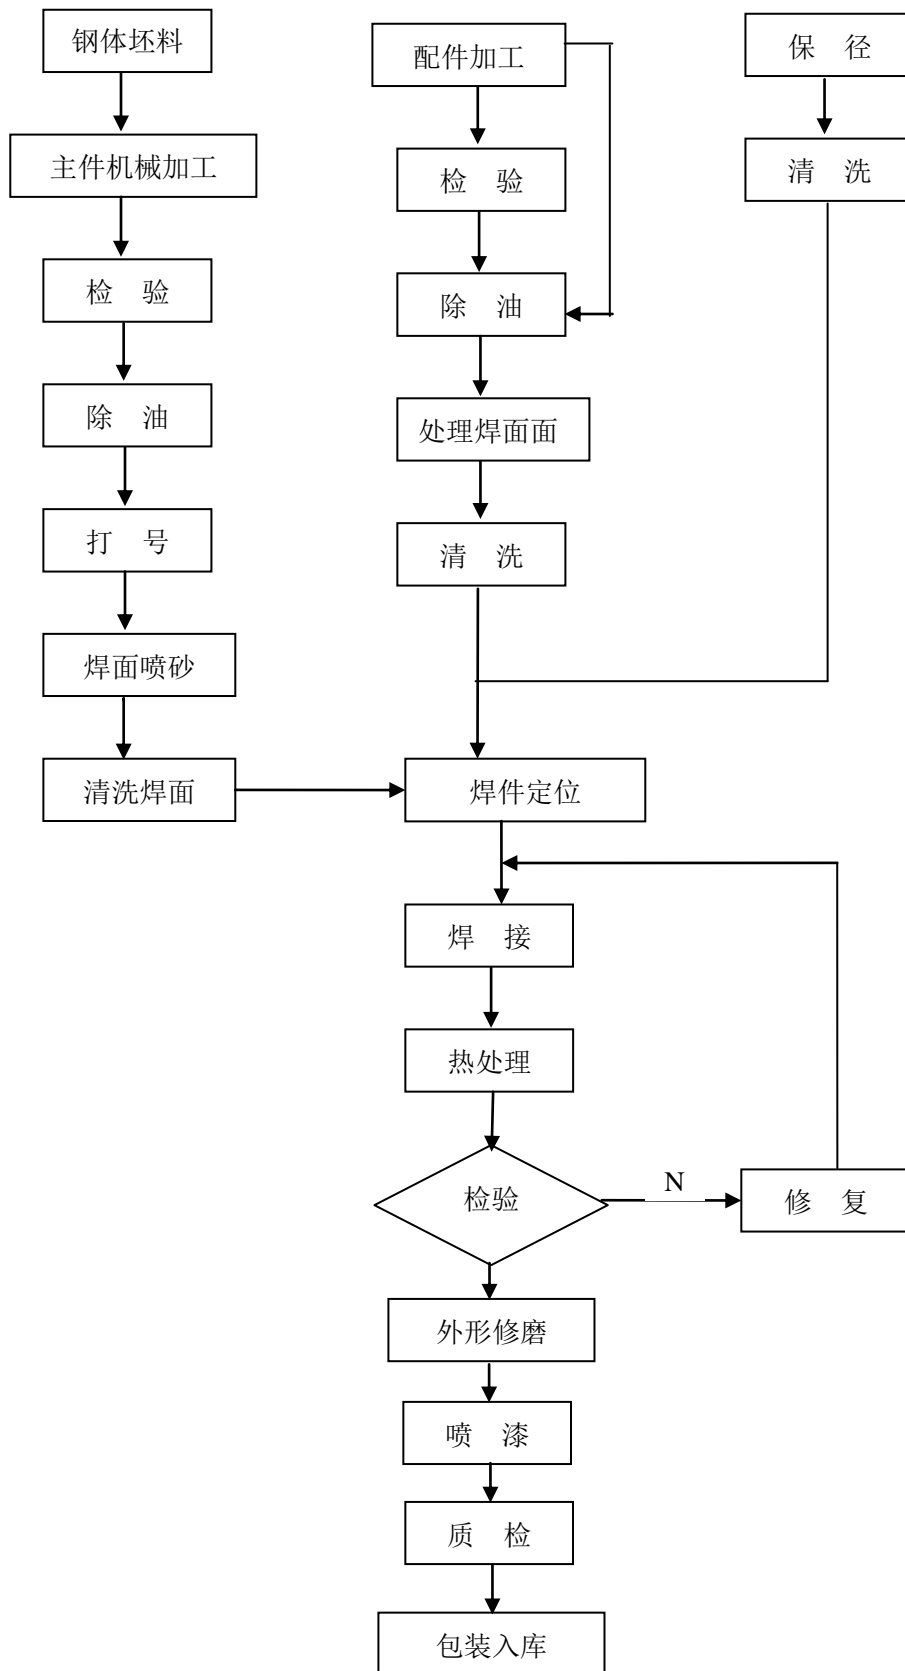 钢体坯料
主件机械加工
检 验
除 油
打 号
焊面喷砂
清洗焊面
配件加工
检 验
除 油
处理焊面面
清 洗
保 径
清 洗
焊件定位
焊 接
热处理
检验
N
修 复
外形修磨
喷 漆
质 检
包装入库